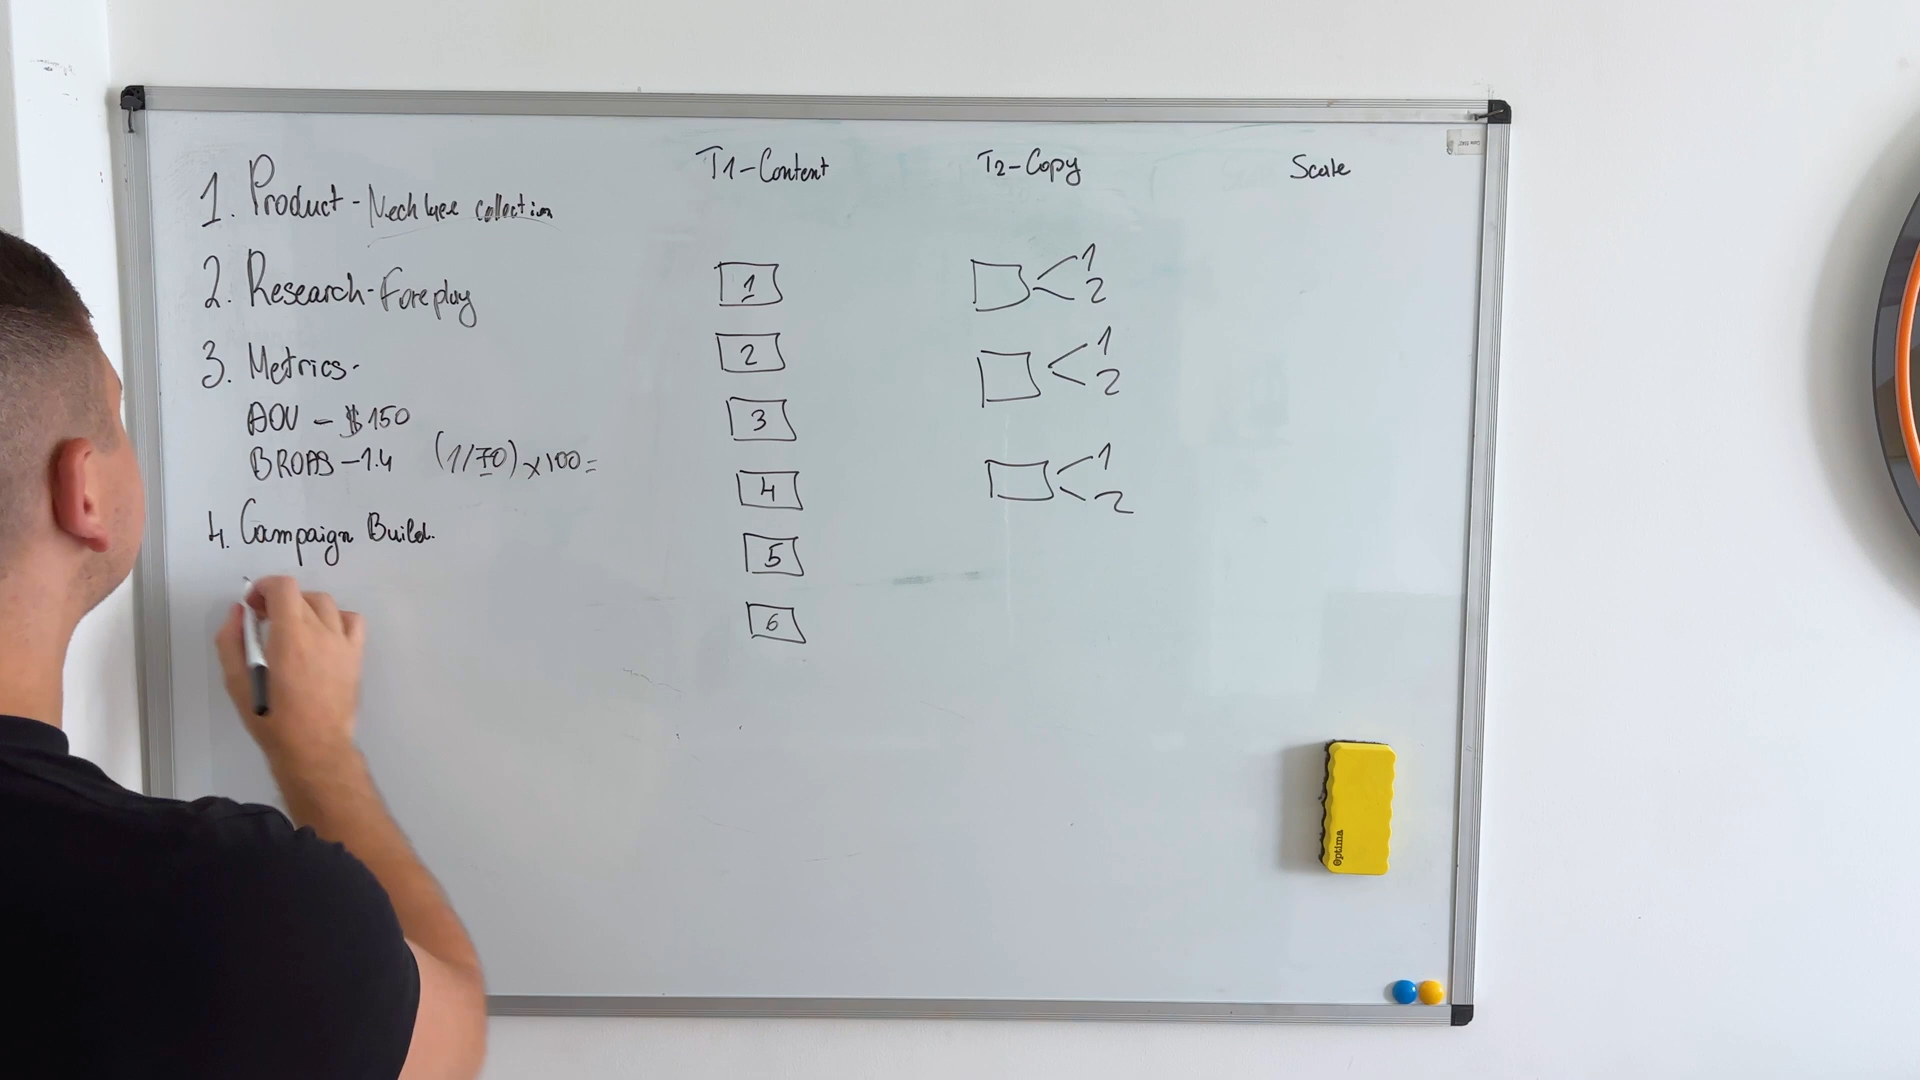 1. Product - Necklace collection
2. Research - Foreplay
3. Metrics -
AOV - $150
BROAS - 1.4 (1/70) x 100 =
4. Campaign Build.
T1 - Content
1
2
3
4
5
6
T2 - Copy
1
2
1
2
1
2
Scale
Optima